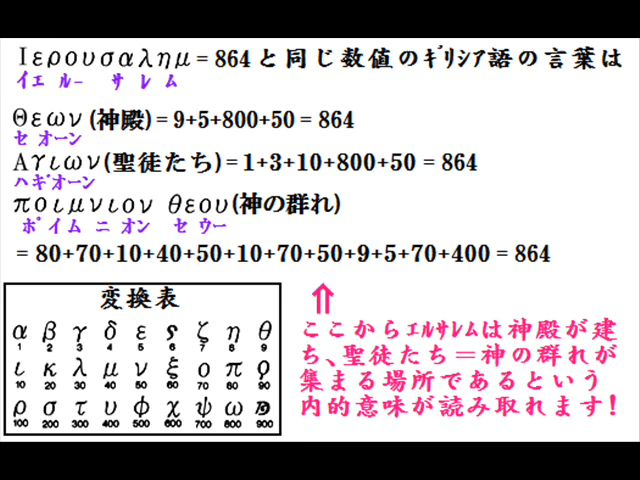 Ιερουσαλημ = 864 と同じ数値のｷﾞﾘｼｱ語の言葉は
イエ ルー サ レ ム
Θεων (神殿) = 9+5+800+50 = 864
セ オーン
Αγιων (聖徒たち) = 1+3+10+800+50 = 864
ハギオーン
ποιμνιον θεου (神の群れ)
ポイム ニ オン セ ウー
= 80+70+10+40+50+10+70+50+9+5+70+400 = 864
変換表
α β γ δ ε ϛ ζ η θ
1 2 3 4 5 6 7 8 9
ι κ λ μ ν ξ ο π ϙ
10 20 30 40 50 60 70 80 90
ρ σ τ υ φ χ ψ ω ϡ
100 200 300 400 500 600 700 800 900
⇑
ここからｴﾙｻﾚﾑは神殿が建
ち、聖徒たち＝神の群れが
集まる場所であるという
内的意味が読み取れます!